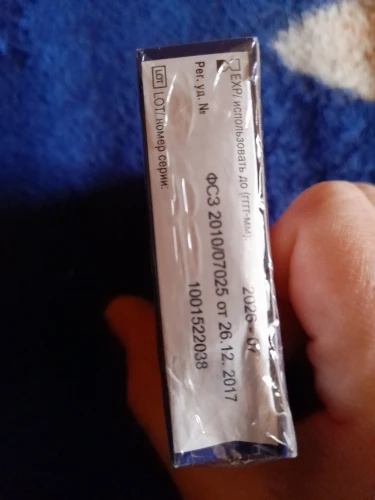 EXP/ использовать до (гггг-мм): 2026 - 07
Рег. уд. №
ФСЗ 2010/07025 от 26.12. 2017
LOT LOT/ номер серии: 1001522038